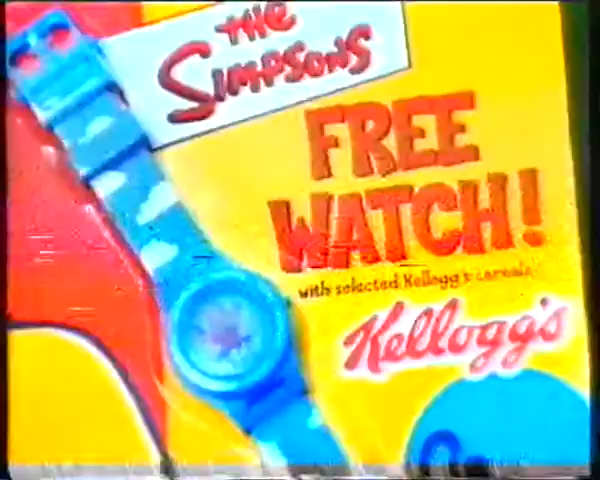 THE
SIMPSONS
FREE
WATCH!
with selected Kellogg's cereals
Kellogg's